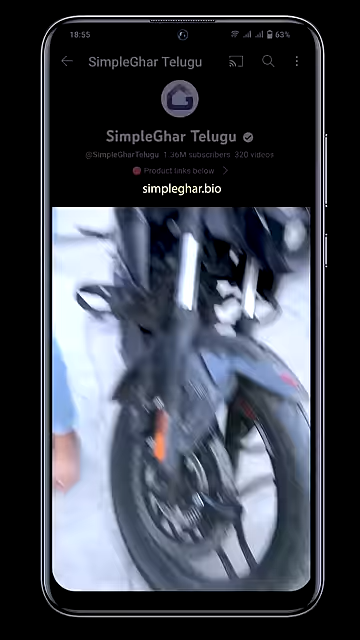 18:55
63%
SimpleGhar Telugu
SimpleGhar Telugu
@SimpleGharTelugu 1.36M subscribers 320 videos
Product links below
simpleghar.bio